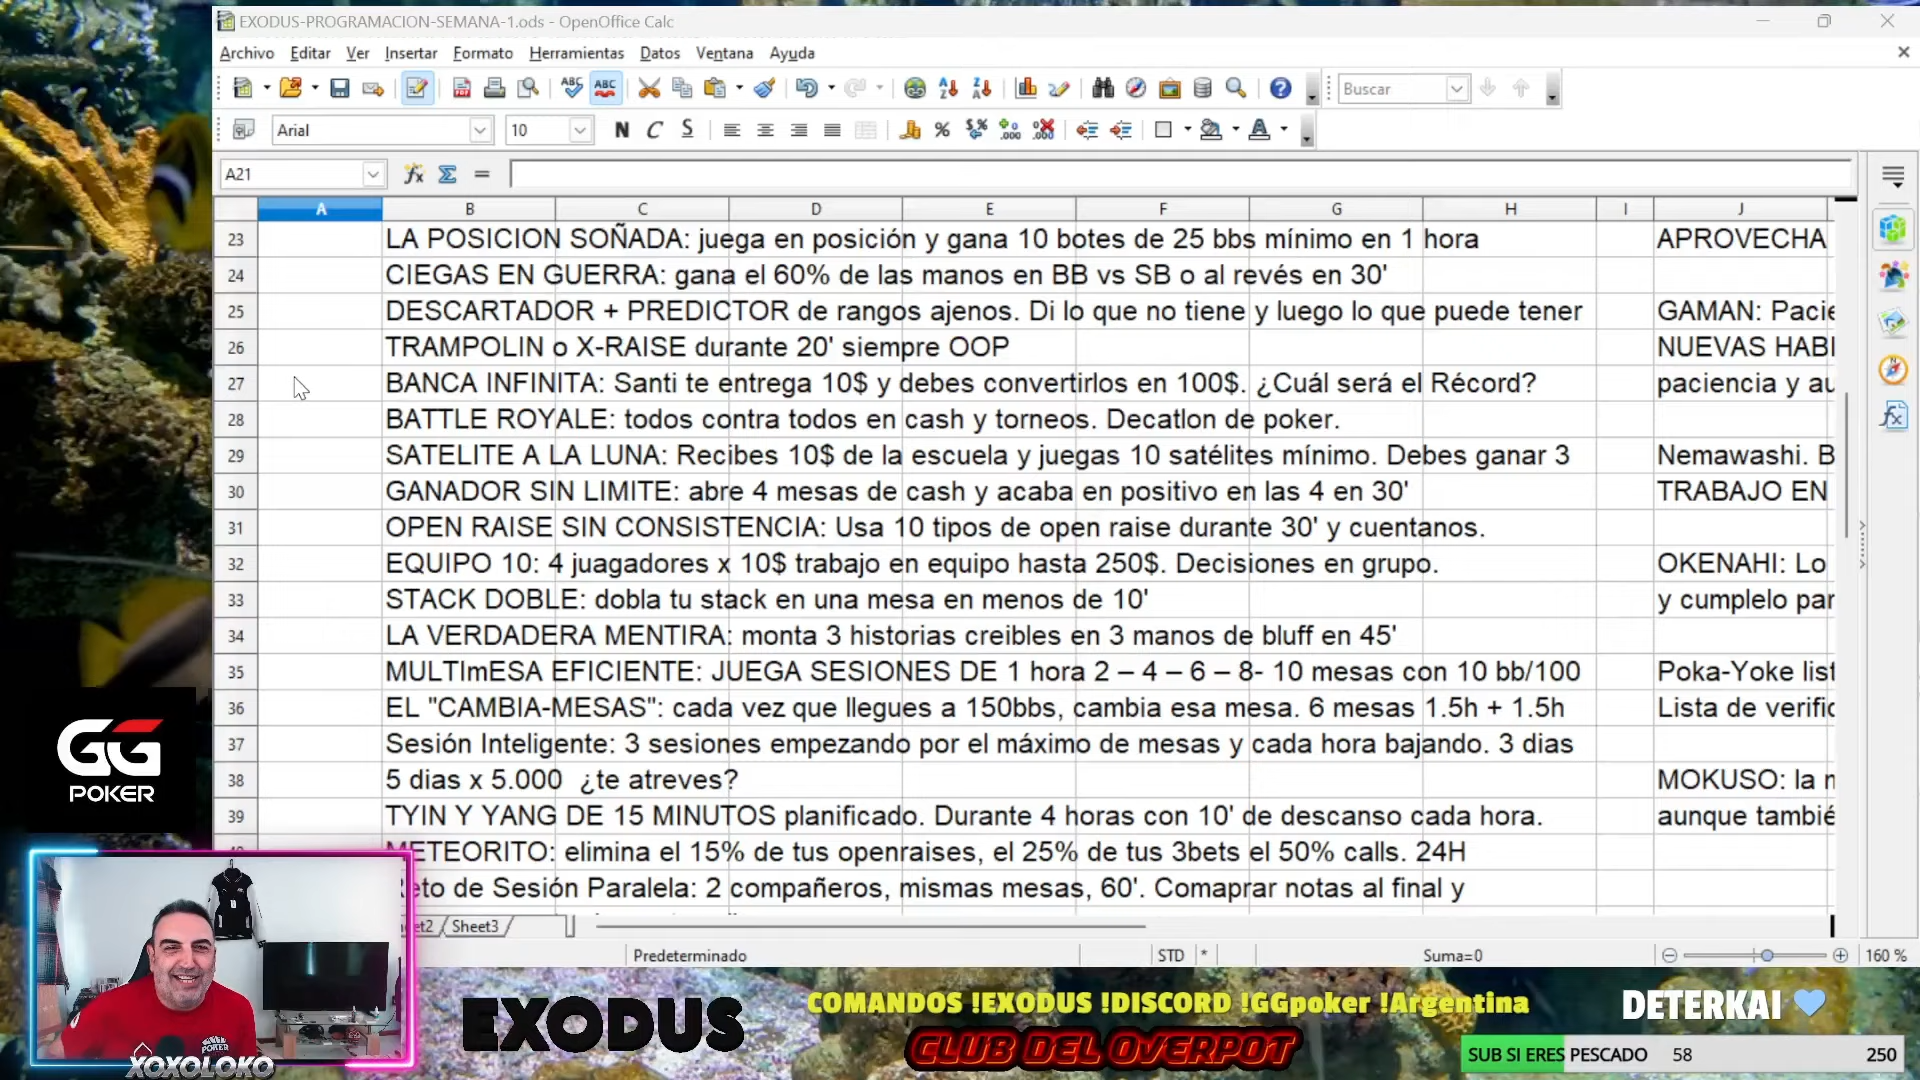 EXODUS-PROGRAMACION-SEMANA-1.ods - OpenOffice Calc
Archivo Editar Ver Insertar Formato Herramientas Datos Ventana Ayuda
Buscar
Arial 10 N C S
A21
A B C D E F G H I J
23 LA POSICION SOÑADA: juega en posición y gana 10 botes de 25 bbs mínimo en 1 hora APROVECHA
24 CIEGAS EN GUERRA: gana el 60% de las manos en BB vs SB o al revés en 30'
25 DESCARTADOR + PREDICTOR de rangos ajenos. Di lo que no tiene y luego lo que puede tener GAMAN: Pacie
26 TRAMPOLIN o X-RAISE durante 20' siempre OOP NUEVAS HABI
27 BANCA INFINITA: Santi te entrega 10$ y debes convertirlos en 100$. ¿Cuál será el Récord? paciencia y au
28 BATTLE ROYALE: todos contra todos en cash y torneos. Decatlon de poker.
29 SATELITE A LA LUNA: Recibes 10$ de la escuela y juegas 10 satélites mínimo. Debes ganar 3 Nemawashi. B
30 GANADOR SIN LIMITE: abre 4 mesas de cash y acaba en positivo en las 4 en 30' TRABAJO EN
31 OPEN RAISE SIN CONSISTENCIA: Usa 10 tipos de open raise durante 30' y cuentanos.
32 EQUIPO 10: 4 juagadores x 10$ trabajo en equipo hasta 250$. Decisiones en grupo. OKENAHI: Lo
33 STACK DOBLE: dobla tu stack en una mesa en menos de 10' y cumplelo par
34 LA VERDADERA MENTIRA: monta 3 historias creibles en 3 manos de bluff en 45'
35 MULTImESA EFICIENTE: JUEGA SESIONES DE 1 hora 2 – 4 – 6 – 8- 10 mesas con 10 bb/100 Poka-Yoke list
36 EL "CAMBIA-MESAS": cada vez que llegues a 150bbs, cambia esa mesa. 6 mesas 1.5h + 1.5h Lista de verific
37 Sesión Inteligente: 3 sesiones empezando por el máximo de mesas y cada hora bajando. 3 dias
38 5 dias x 5.000 ¿te atreves? MOKUSO: la m
39 TYIN Y YANG DE 15 MINUTOS planificado. Durante 4 horas con 10' de descanso cada hora. aunque tambié
METEORITO: elimina el 15% de tus openraises, el 25% de tus 3bets el 50% calls. 24H
Reto de Sesión Paralela: 2 compañeros, mismas mesas, 60'. Comaprar notas al final y
Sheet3
Predeterminado STD * Suma=0 160 %
GG
POKER
XOXOLOKO
EXODUS
COMANDOS !EXODUS !DISCORD !GGpoker !Argentina
CLUB DEL OVERPOT
DETERKAI
SUB SI ERES PESCADO 58 250